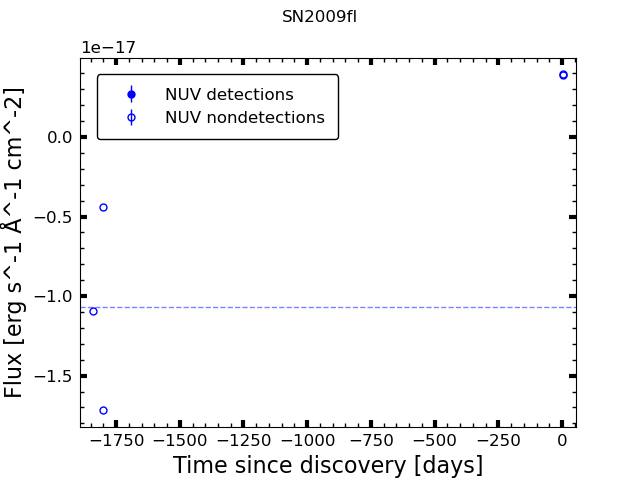 SN2009fl
1e−17
NUV detections
NUV nondetections
0.0
−0.5
−1.0
−1.5
Flux [erg s^-1 Å^-1 cm^-2]
−1750 −1500 −1250 −1000 −750 −500 −250 0
Time since discovery [days]